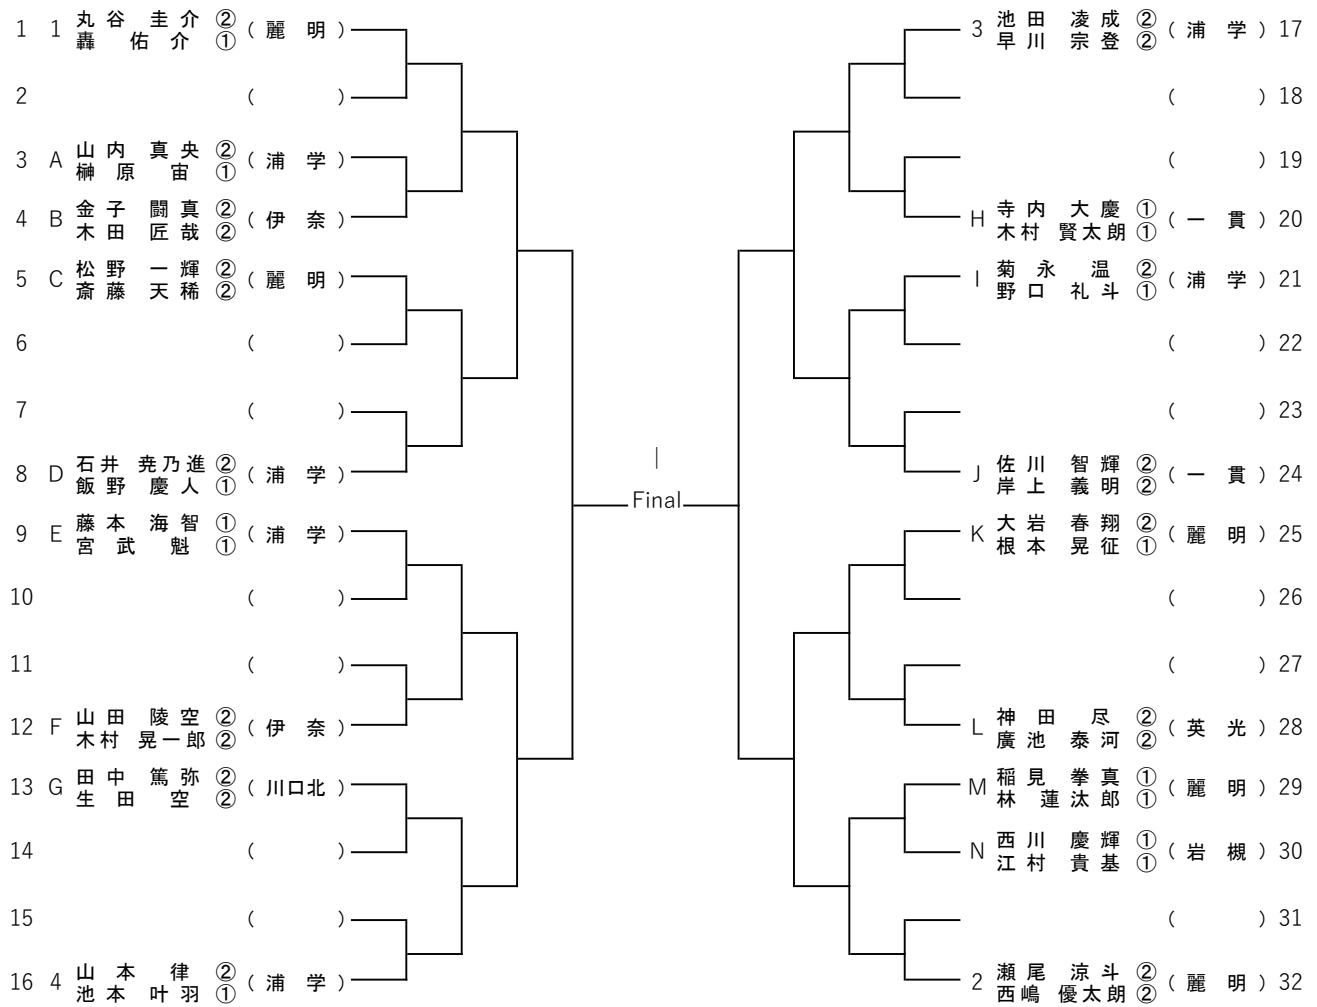 1 1 丸谷 圭介 ② ( 麗 明 )
轟 佑介 ①
2 ( )
3 A 山内 真央 ② ( 浦 学 )
榊原 宙 ①
4 B 金子 闘真 ② ( 伊 奈 )
木田 匠哉 ②
5 C 松野 一輝 ② ( 麗 明 )
斎藤 天稀 ②
6 ( )
7 ( )
8 D 石井 尭乃進 ② ( 浦 学 )
飯野 慶人 ①
9 E 藤本 海智 ① ( 浦 学 )
宮武 魁 ①
10 ( )
11 ( )
12 F 山田 陵空 ② ( 伊 奈 )
木村 晃一郎 ②
13 G 田中 篤弥 ② ( 川口北 )
生田 空 ②
14 ( )
15 ( )
16 4 山本 律 ② ( 浦 学 )
池本 叶羽 ①
|
Final
3 池田 凌成 ② ( 浦 学 ) 17
早川 宗登 ②
( ) 18
( ) 19
H 寺内 大慶 ① ( 一 貫 ) 20
木村 賢太朗 ①
I 菊永 温 ② ( 浦 学 ) 21
野口 礼斗 ①
( ) 22
( ) 23
J 佐川 智輝 ② ( 一 貫 ) 24
岸上 義明 ②
K 大岩 春翔 ② ( 麗 明 ) 25
根本 晃征 ①
( ) 26
( ) 27
L 神田 尽 ② ( 英 光 ) 28
廣池 泰河 ②
M 稲見 拳真 ① ( 麗 明 ) 29
林 蓮汰郎 ①
N 西川 慶輝 ① ( 岩 槻 ) 30
江村 貴基 ①
( ) 31
2 瀬尾 涼斗 ② ( 麗 明 ) 32
西嶋 優太朗 ②